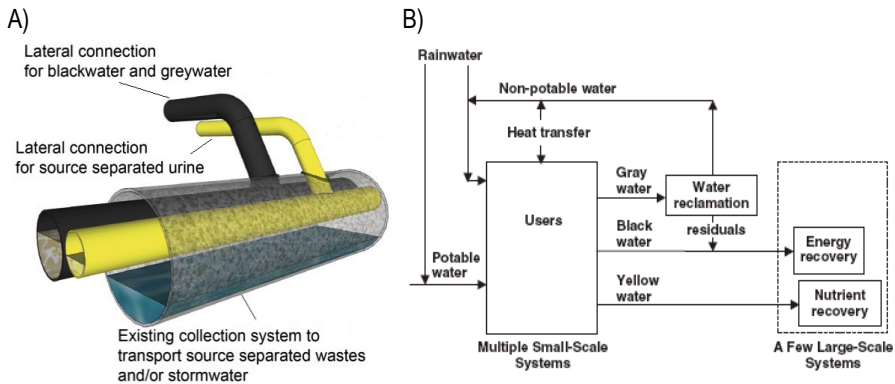 A)
Lateral connection
for blackwater and greywater
Lateral connection
for source separated urine
Existing collection system to
transport source separated wastes
and/or stormwater
B)
Rainwater
Non-potable water
Heat transfer
Gray
water
Water
reclamation
Users
Black
water
residuals
Energy
recovery
Potable
water
Yellow
water
Nutrient
recovery
Multiple Small-Scale
Systems
A Few Large-Scale
Systems